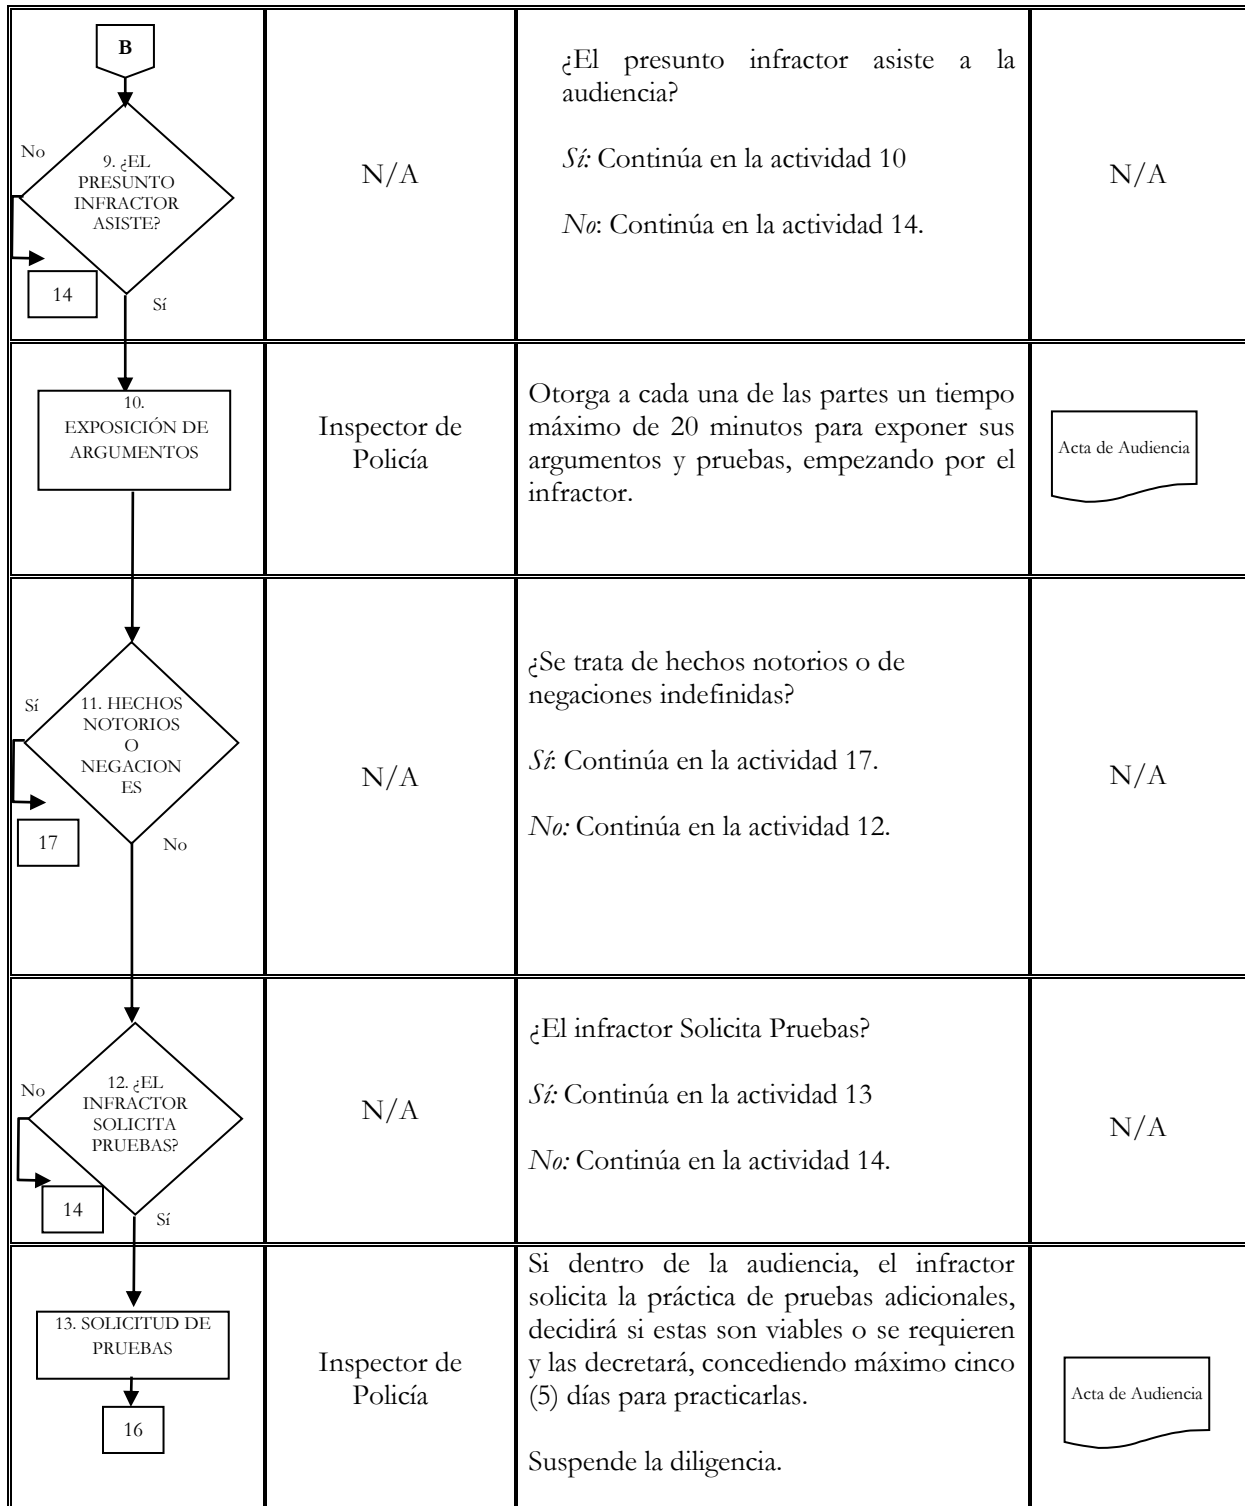 B
No
9. ¿EL
PRESUNTO
INFRACTOR
ASISTE?
14
Sí
N/A
¿El presunto infractor asiste a la
audiencia?
Sí: Continúa en la actividad 10
No: Continúa en la actividad 14.
N/A
10.
EXPOSICIÓN DE
ARGUMENTOS
Inspector de
Policía
Otorga a cada una de las partes un tiempo
máximo de 20 minutos para exponer sus
argumentos y pruebas, empezando por el
infractor.
Acta de Audiencia
Sí
11. HECHOS
NOTORIOS
O
NEGACION
ES
17
No
N/A
¿Se trata de hechos notorios o de
negaciones indefinidas?
Sí: Continúa en la actividad 17.
No: Continúa en la actividad 12.
N/A
No
12. ¿EL
INFRACTOR
SOLICITA
PRUEBAS?
14
Sí
N/A
¿El infractor Solicita Pruebas?
Sí: Continúa en la actividad 13
No: Continúa en la actividad 14.
N/A
13. SOLICITUD DE
PRUEBAS
16
Inspector de
Policía
Si dentro de la audiencia, el infractor
solicita la práctica de pruebas adicionales,
decidirá si estas son viables o se requieren
y las decretará, concediendo máximo cinco
(5) días para practicarlas.
Suspende la diligencia.
Acta de Audiencia